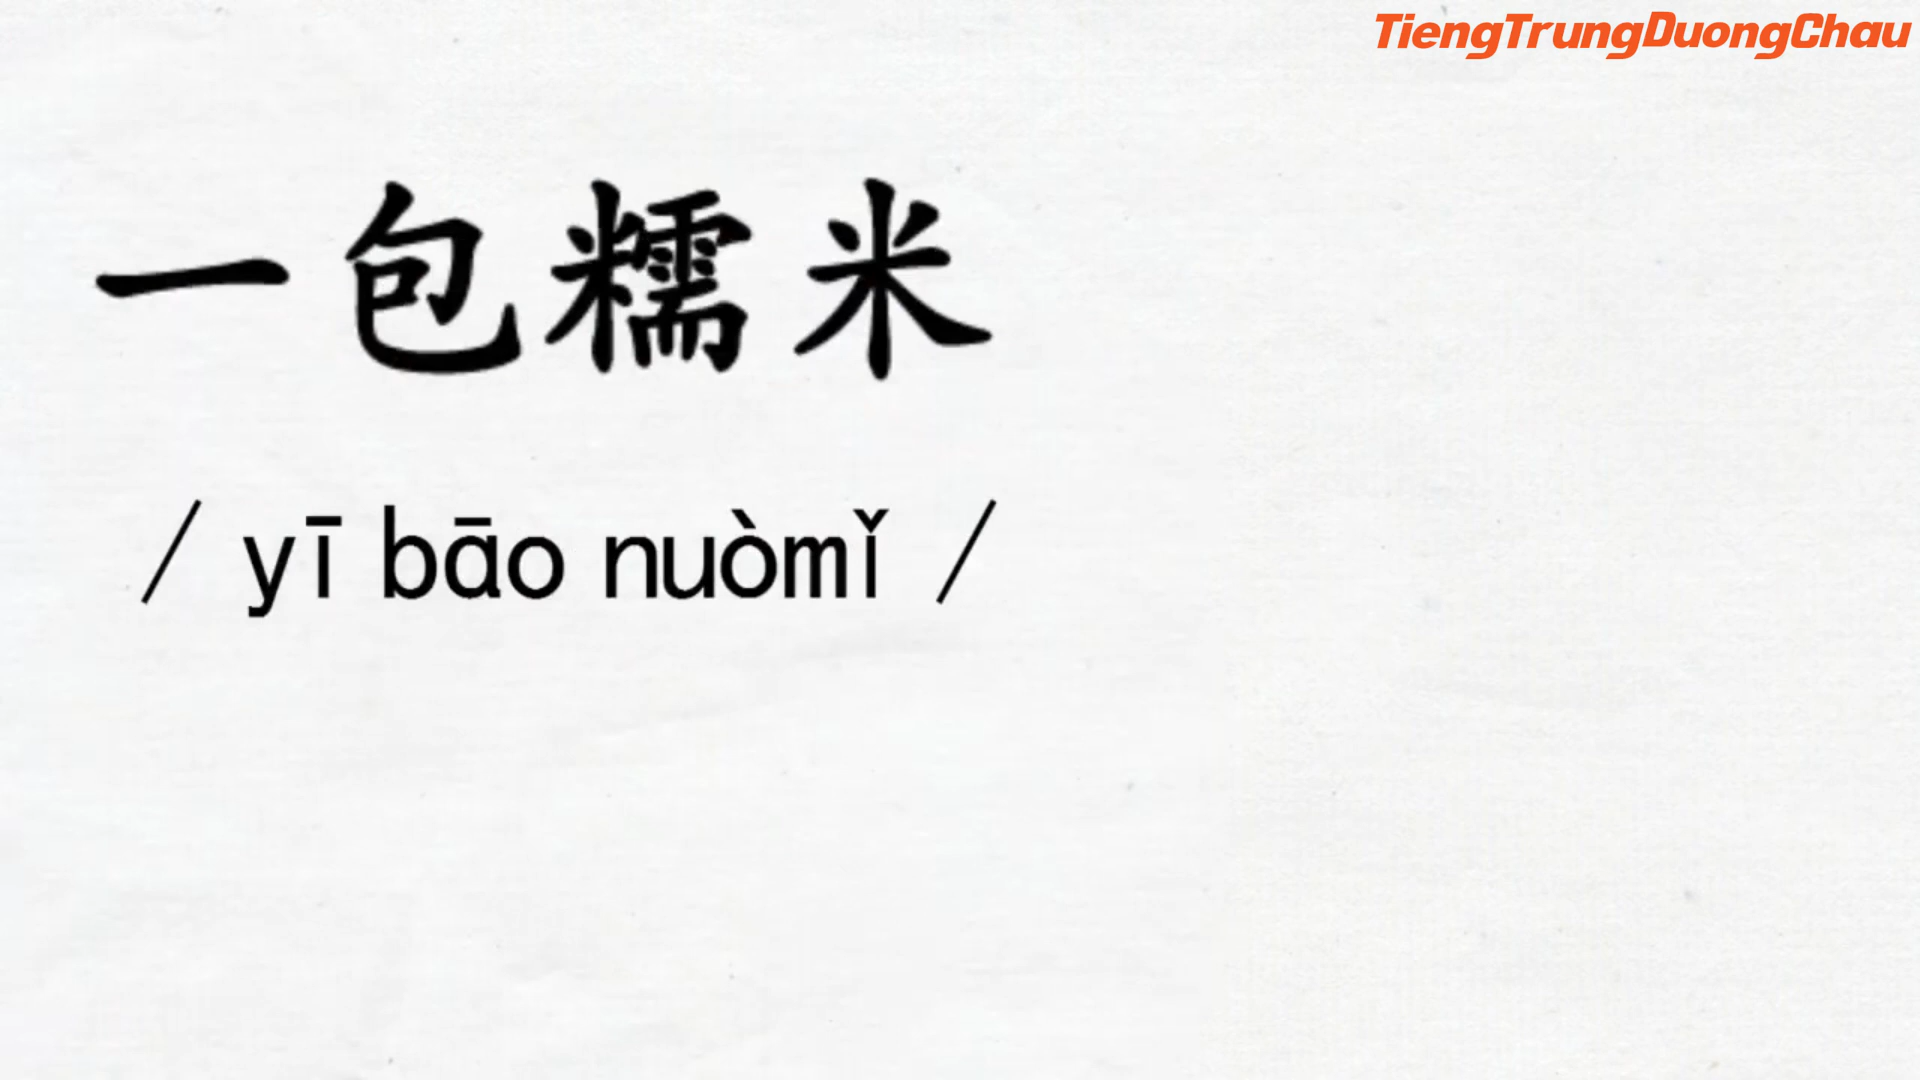 TiengTrungDuongChau
一包糯米
/ yī bāo nuòmǐ /